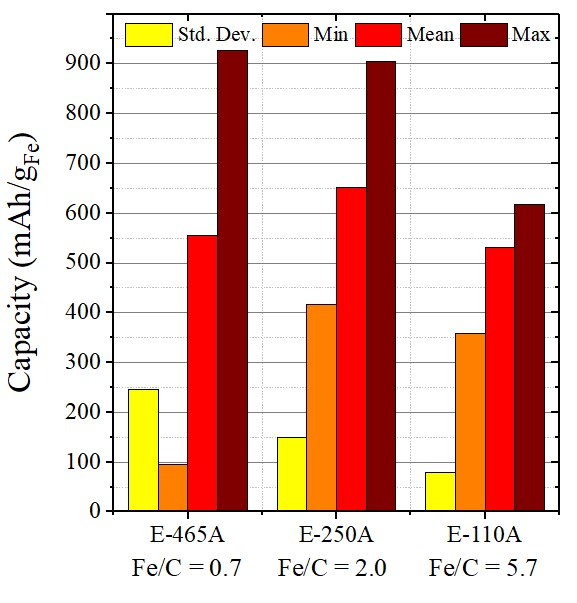 Std. Dev. Min Mean Max
Capacity (mAh/gFe)
900
800
700
600
500
400
300
200
100
0
E-465A E-250A E-110A
Fe/C = 0.7 Fe/C = 2.0 Fe/C = 5.7